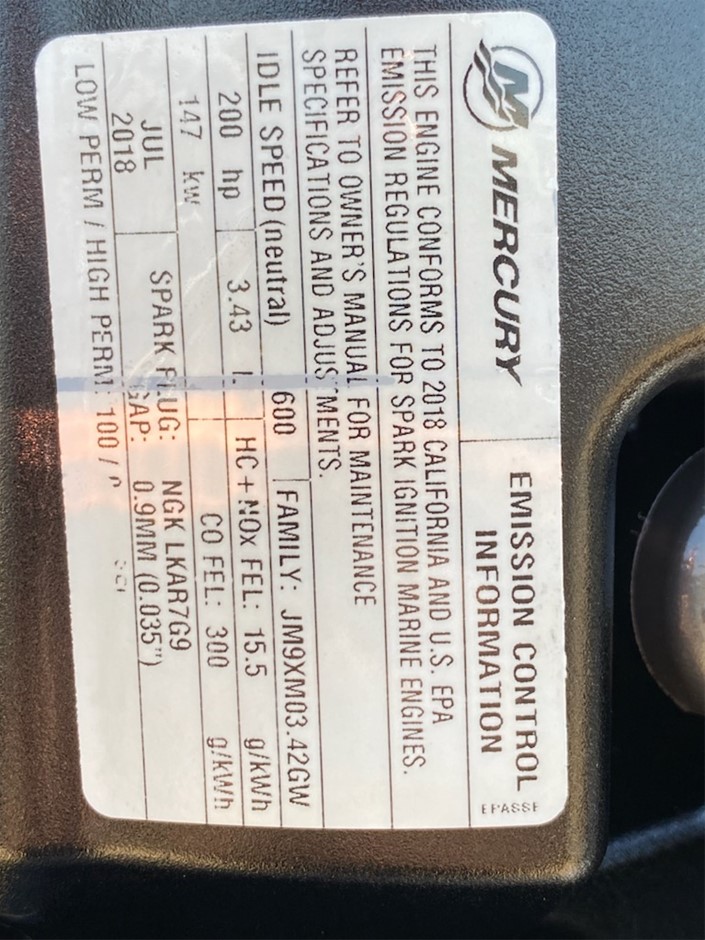 MERCURY
EMISSION CONTROL
INFORMATION
EPASSE
THIS ENGINE CONFORMS TO 2018 CALIFORNIA AND U.S. EPA
EMISSION REGULATIONS FOR SPARK IGNITION MARINE ENGINES.
REFER TO OWNER'S MANUAL FOR MAINTENANCE
SPECIFICATIONS AND ADJUSTMENTS.
IDLE SPEED (neutral) 600 FAMILY: JM9XM03.42GW
200 hp 3.43 L HC + NOx FEL: 15.5 g/kWh
147 kw CO FEL: 300 g/kWh
JUL 2018 SPARK PLUG: NGK LKAR7G9
GAP: 0.9MM (0.035")
LOW PERM / HIGH PERM: 100 /